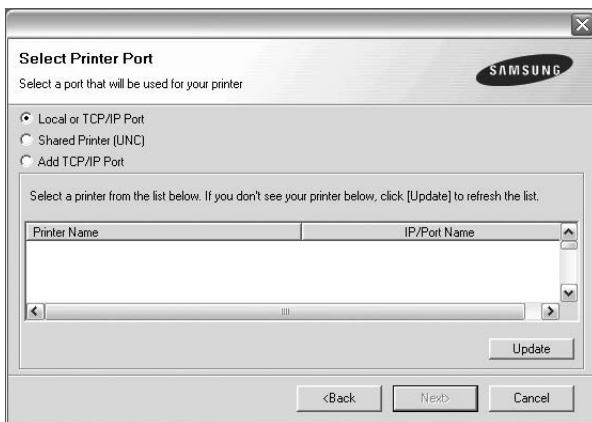 Select Printer Port
Select a port that will be used for your printer
SAMSUNG
Local or TCP/IP Port
Shared Printer (UNC)
Add TCP/IP Port
Select a printer from the list below. If you don't see your printer below, click [Update] to refresh the list.
Printer Name IP/Port Name
Update
<Back Next> Cancel